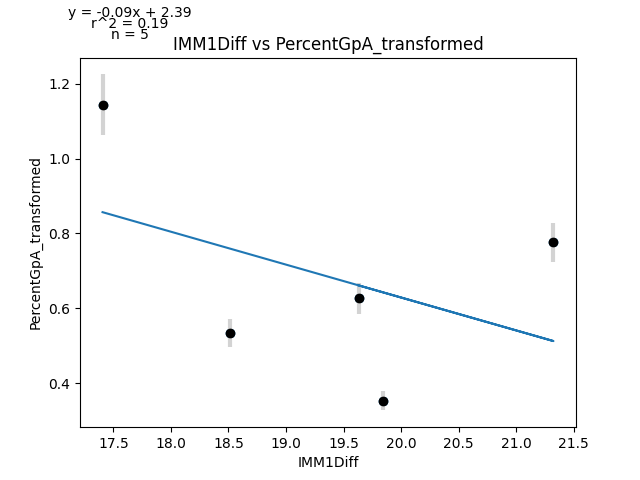 y = -0.09x + 2.39
r^2 = 0.19
n = 5
IMM1Diff vs PercentGpA_transformed
PercentGpA_transformed
1.2
1.0
0.8
0.6
0.4
17.5 18.0 18.5 19.0 19.5 20.0 20.5 21.0 21.5
IMM1Diff